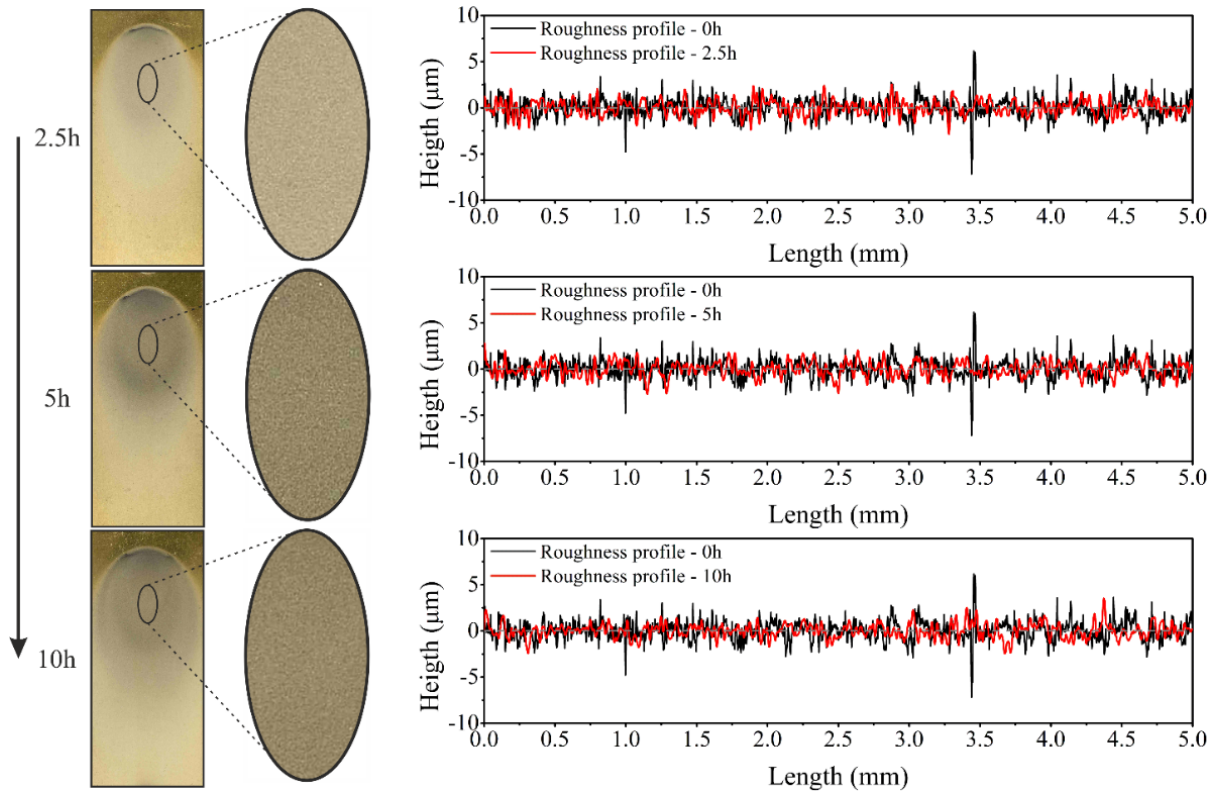 2.5h
5h
10h
Roughness profile - 0h
Roughness profile - 2.5h
Heigth (µm)
10
5
0
-5
-10
0.0 0.5 1.0 1.5 2.0 2.5 3.0 3.5 4.0 4.5 5.0
Length (mm)
Roughness profile - 0h
Roughness profile - 5h
Heigth (µm)
10
5
0
-5
-10
0.0 0.5 1.0 1.5 2.0 2.5 3.0 3.5 4.0 4.5 5.0
Length (mm)
Roughness profile - 0h
Roughness profile - 10h
Heigth (µm)
10
5
0
-5
-10
0.0 0.5 1.0 1.5 2.0 2.5 3.0 3.5 4.0 4.5 5.0
Length (mm)